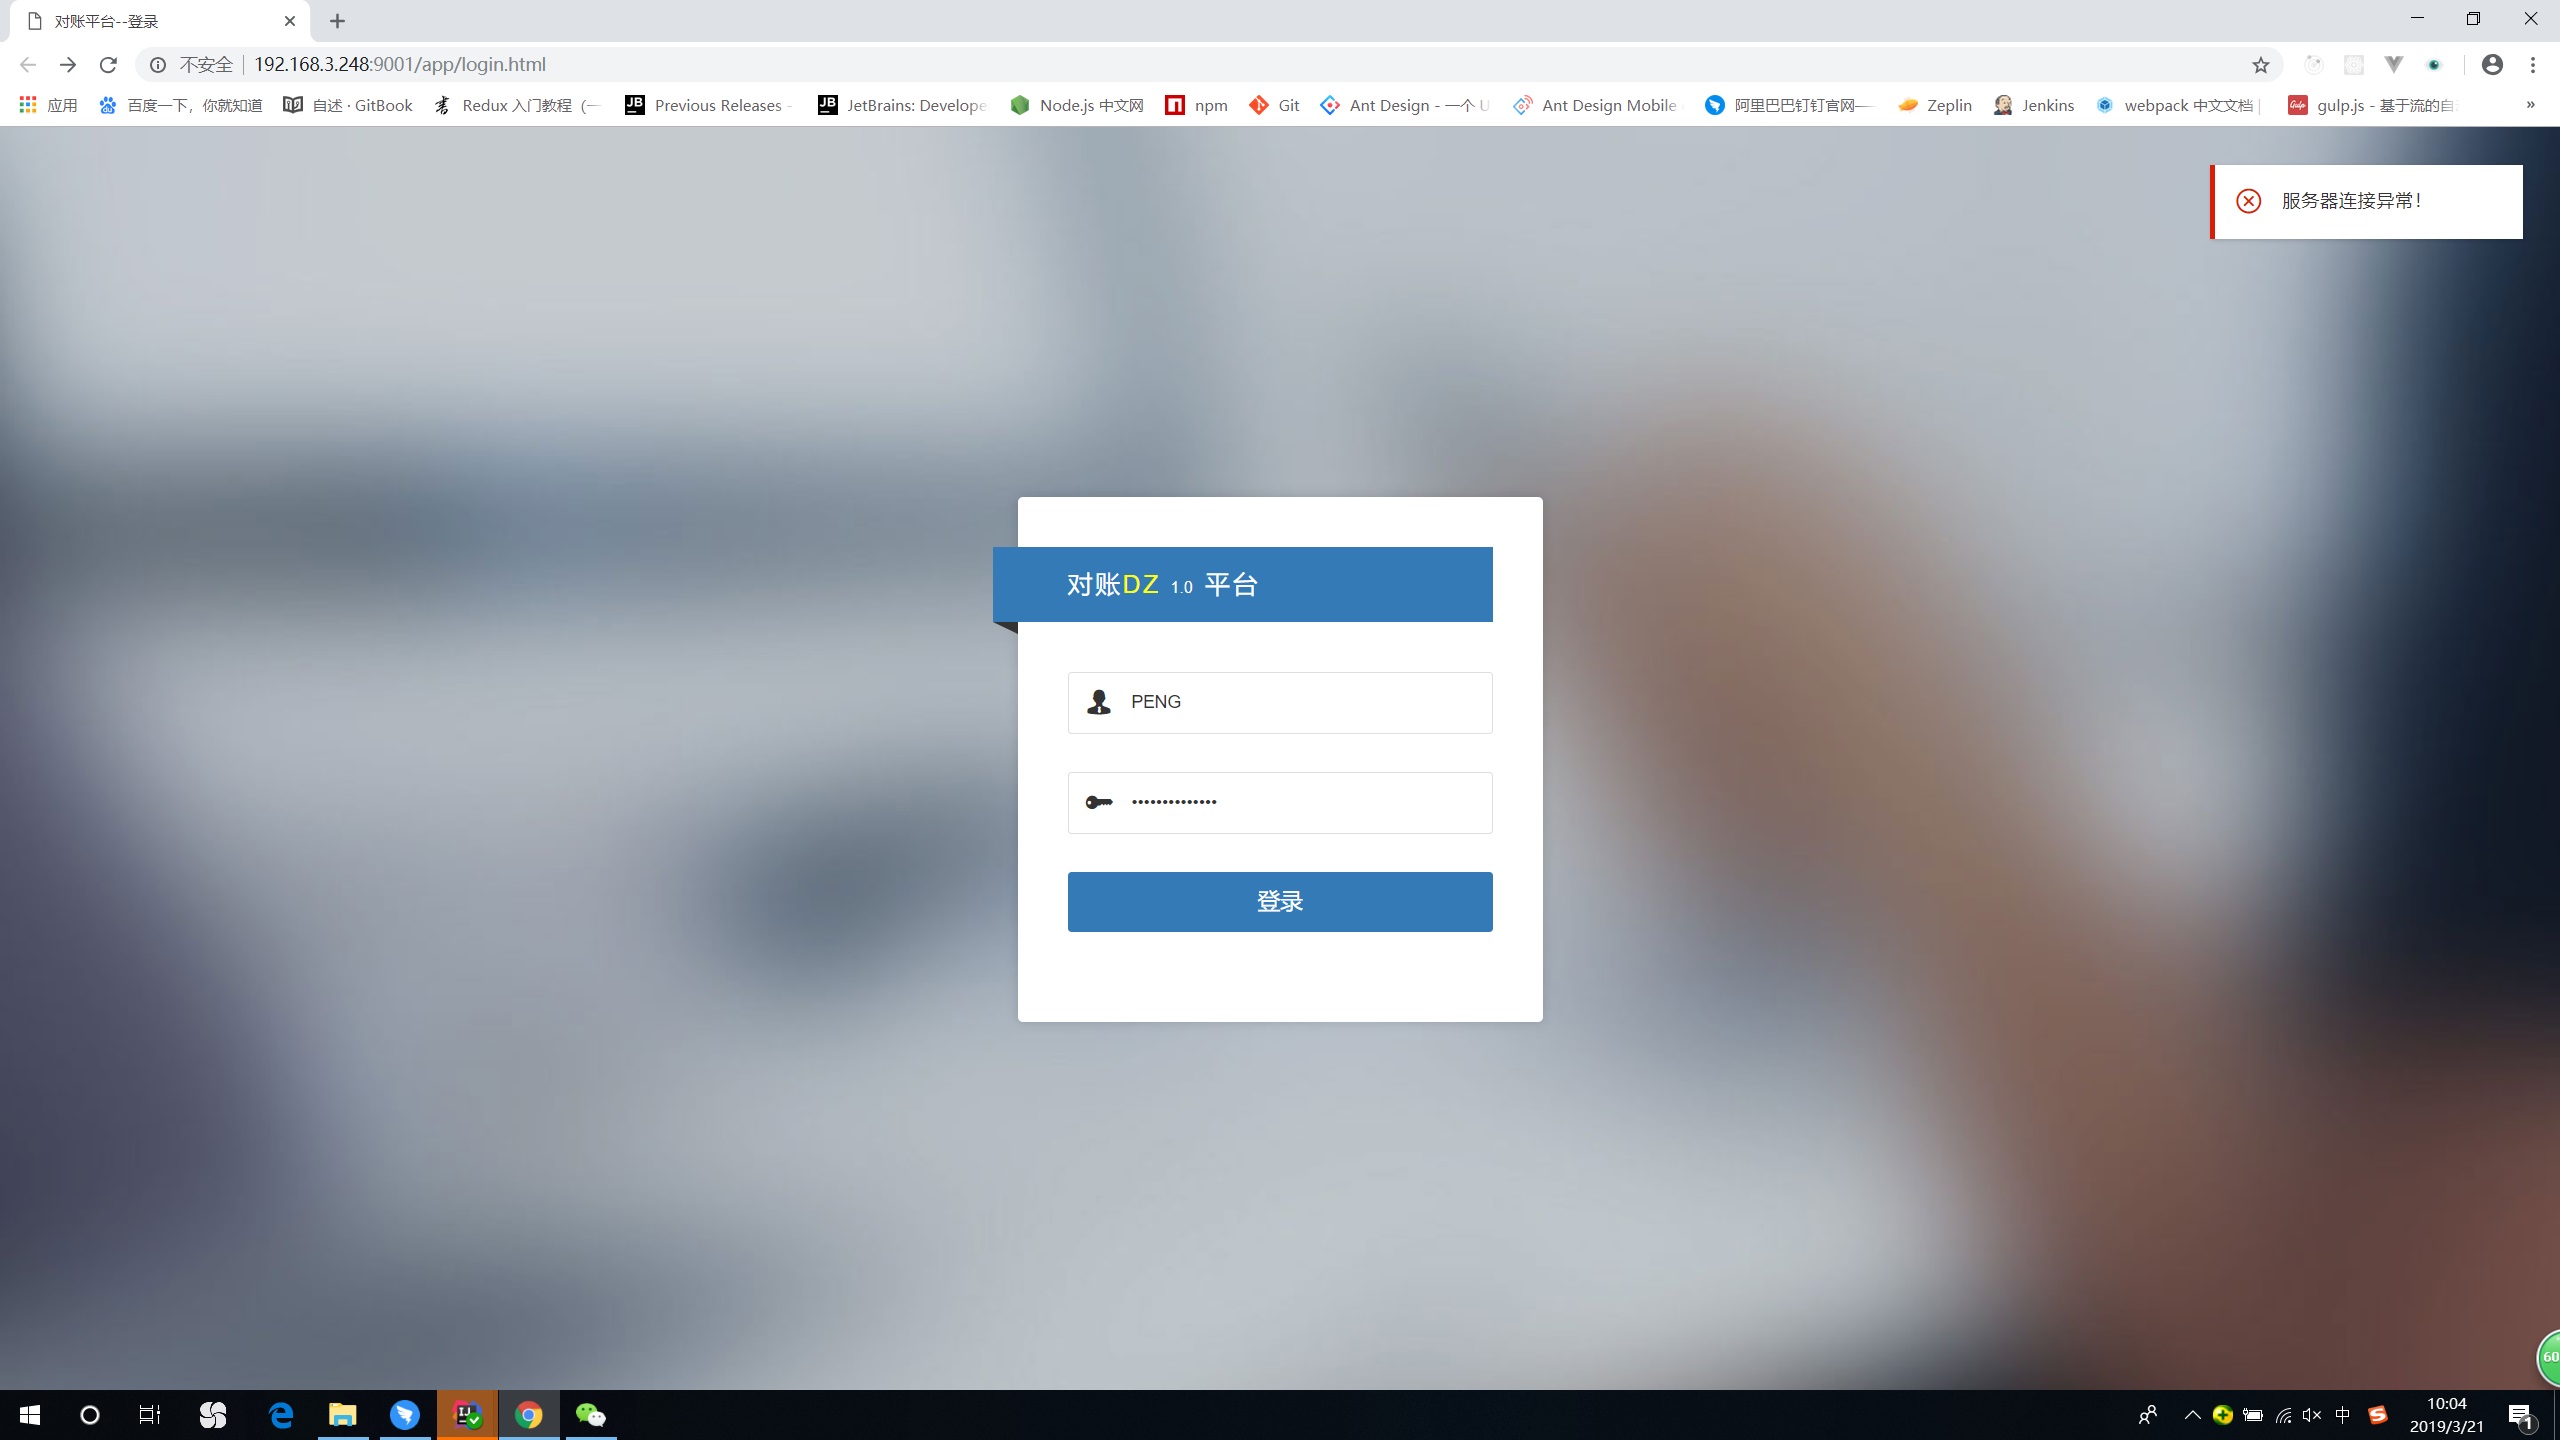 对账平台--登录
不安全 192.168.3.248:9001/app/login.html
应用 百度一下，你就知道 自述 · GitBook Redux 入门教程（一 Previous Releases - JetBrains: Develope Node.js 中文网 npm Git Ant Design - 一个 U Ant Design Mobile 阿里巴巴钉钉官网— Zeplin Jenkins webpack 中文文档 | gulp.js - 基于流的自 »
服务器连接异常！
对账DZ 1.0 平台
PENG
••••••••••••••
登录
60
中
10:04
2019/3/21
1